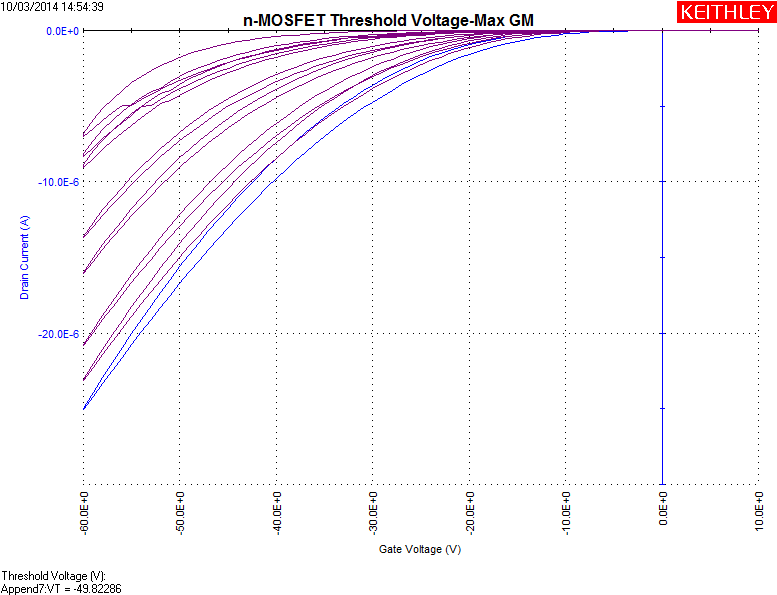 10/03/2014 14:54:39
n-MOSFET Threshold Voltage-Max GM
KEITHLEY
0.0E+0
-10.0E-6
-20.0E-6
Drain Current (A)
-60.0E+0
-50.0E+0
-40.0E+0
-30.0E+0
-20.0E+0
-10.0E+0
0.0E+0
10.0E+0
Gate Voltage (V)
Threshold Voltage (V):
Append7:VT = -49.82286